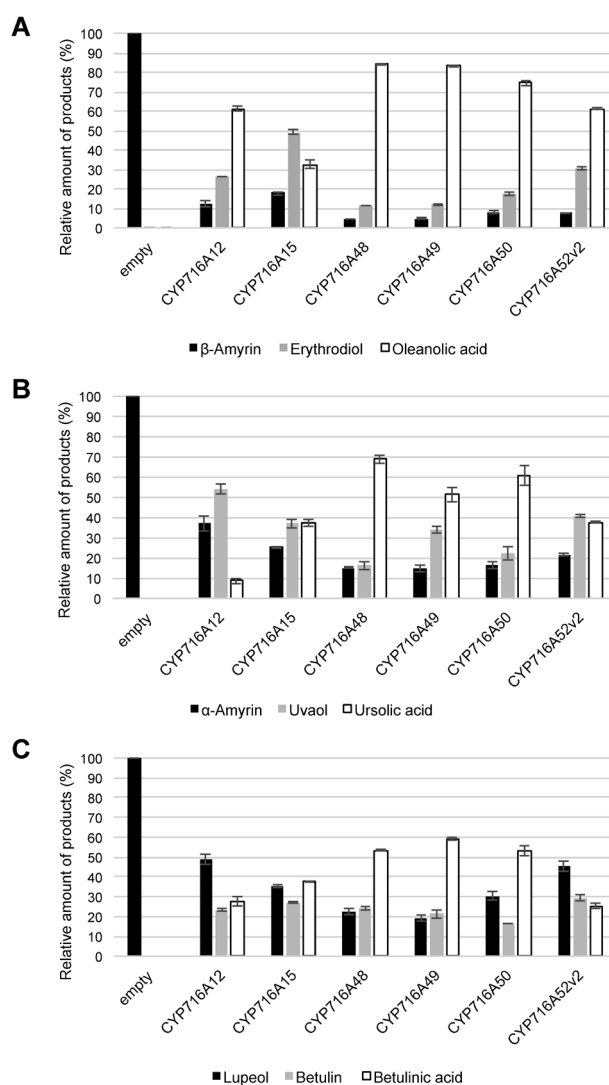 A
Relative amount of products (%)
100
90
80
70
60
50
40
30
20
10
0
empty
CYP716A12
CYP716A15
CYP716A48
CYP716A49
CYP716A50
CYP716A52v2
β-Amyrin Erythrodiol Oleanolic acid
B
Relative amount of products (%)
100
90
80
70
60
50
40
30
20
10
0
empty
CYP716A12
CYP716A15
CYP716A48
CYP716A49
CYP716A50
CYP716A52v2
α-Amyrin Uvaol Ursolic acid
C
Relative amount of products (%)
100
90
80
70
60
50
40
30
20
10
0
empty
CYP716A12
CYP716A15
CYP716A48
CYP716A49
CYP716A50
CYP716A52v2
Lupeol Betulin Betulinic acid